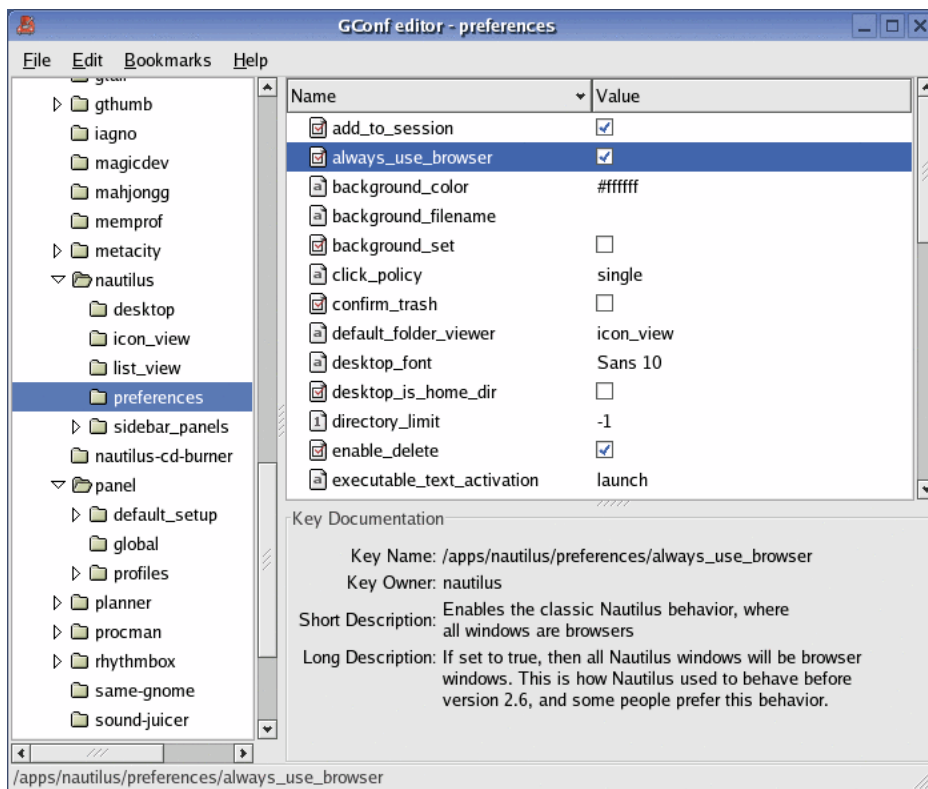 GConf editor - preferences
File Edit Bookmarks Help
gthumb
iagno
magicdev
mahjongg
memprof
metacity
nautilus
desktop
icon_view
list_view
preferences
sidebar_panels
nautilus-cd-burner
panel
default_setup
global
profiles
planner
procman
rhythmbox
same-gnome
sound-juicer
Name Value
add_to_session
always_use_browser
background_color #ffffff
background_filename
background_set
click_policy single
confirm_trash
default_folder_viewer icon_view
desktop_font Sans 10
desktop_is_home_dir
directory_limit -1
enable_delete
executable_text_activation launch
Key Documentation
Key Name: /apps/nautilus/preferences/always_use_browser
Key Owner: nautilus
Short Description: Enables the classic Nautilus behavior, where
all windows are browsers
Long Description: If set to true, then all Nautilus windows will be browser
windows. This is how Nautilus used to behave before
version 2.6, and some people prefer this behavior.
/apps/nautilus/preferences/always_use_browser